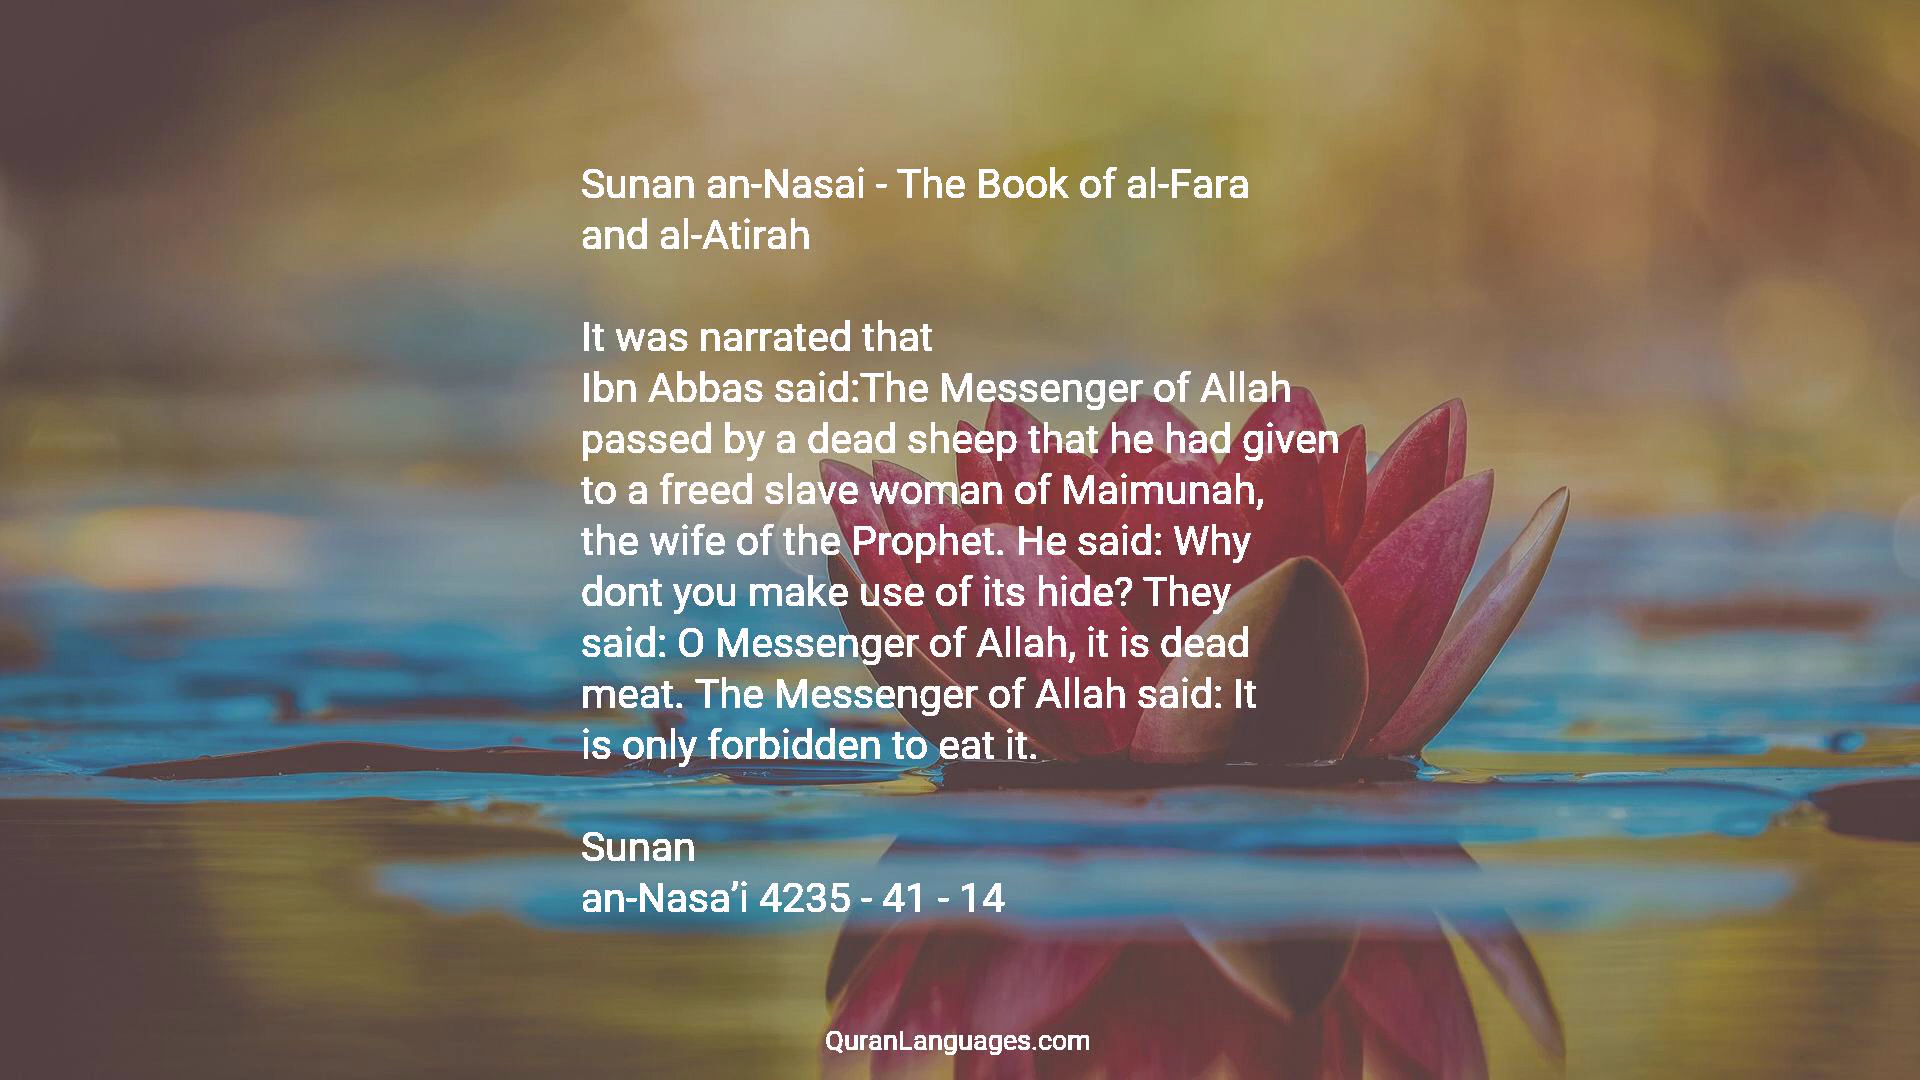 Sunan an-Nasai - The Book of al-Fara
and al-Atirah
It was narrated that
Ibn Abbas said:The Messenger of Allah
passed by a dead sheep that he had given
to a freed slave woman of Maimunah,
the wife of the Prophet. He said: Why
dont you make use of its hide? They
said: O Messenger of Allah, it is dead
meat. The Messenger of Allah said: It
is only forbidden to eat it.
Sunan
an-Nasa’i 4235 - 41 - 14
QuranLanguages.com